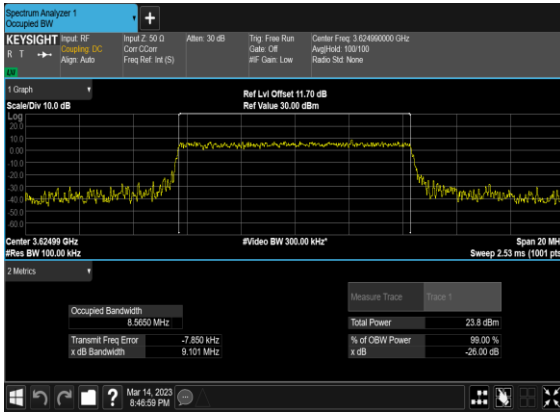 Spectrum Analyzer 1
Occupied BW
KEYSIGHT Input: RF Input Z: 50 Ω Atten: 30 dB Trig: Free Run Center Freq: 3.624990000 GHz
R T Coupling: DC Corr CCorr Gate: Off Avg|Hold: 100/100
Align: Auto Freq Ref: Int (S) #IF Gain: Low Radio Std: None
1 Graph
Ref Lvl Offset 11.70 dB
Scale/Div 10.0 dB Ref Value 30.00 dBm
Log
20.0
10.0
0.00
-10.0
-20.0
-30.0
-40.0
-50.0
-60.0
Center 3.62499 GHz #Video BW 300.00 kHz* Span 20 MH
#Res BW 100.00 kHz Sweep 2.53 ms (1001 pts
2 Metrics
Measure Trace Trace 1
Occupied Bandwidth
8.5650 MHz Total Power 23.8 dBm
Transmit Freq Error -7.850 kHz % of OBW Power 99.00 %
x dB Bandwidth 9.101 MHz x dB -26.00 dB
Mar 14, 2023
8:46:59 PM